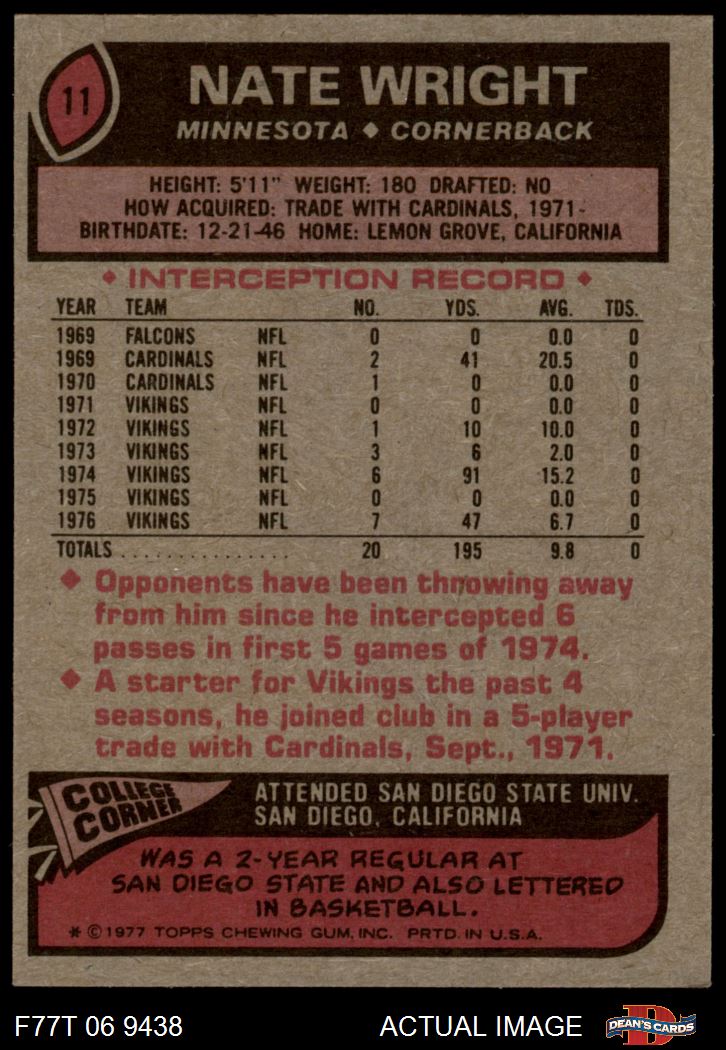 11
NATE WRIGHT
MINNESOTA ◆ CORNERBACK
HEIGHT: 5'11" WEIGHT: 180 DRAFTED: NO
HOW ACQUIRED: TRADE WITH CARDINALS, 1971-
BIRTHDATE: 12-21-46 HOME: LEMON GROVE, CALIFORNIA
◆ INTERCEPTION RECORD ◆
YEAR TEAM NO. YDS. AVG. TDS.
1969 FALCONS NFL 0 0 0.0 0
1969 CARDINALS NFL 2 41 20.5 0
1970 CARDINALS NFL 1 0 0.0 0
1971 VIKINGS NFL 0 0 0.0 0
1972 VIKINGS NFL 1 10 10.0 0
1973 VIKINGS NFL 3 6 2.0 0
1974 VIKINGS NFL 6 91 15.2 0
1975 VIKINGS NFL 0 0 0.0 0
1976 VIKINGS NFL 7 47 6.7 0
TOTALS................ 20 195 9.8 0
◆ Opponents have been throwing away
from him since he intercepted 6
passes in first 5 games of 1974.
◆ A starter for Vikings the past 4
seasons, he joined club in a 5-player
trade with Cardinals, Sept., 1971.
COLLEGE
CORNER
ATTENDED SAN DIEGO STATE UNIV.
SAN DIEGO, CALIFORNIA
WAS A 2-YEAR REGULAR AT
SAN DIEGO STATE AND ALSO LETTERED
IN BASKETBALL.
* © 1977 TOPPS CHEWING GUM, INC. PRTD. IN U.S.A.
F77T 06 9438
ACTUAL IMAGE
D
DEAN'S CARDS